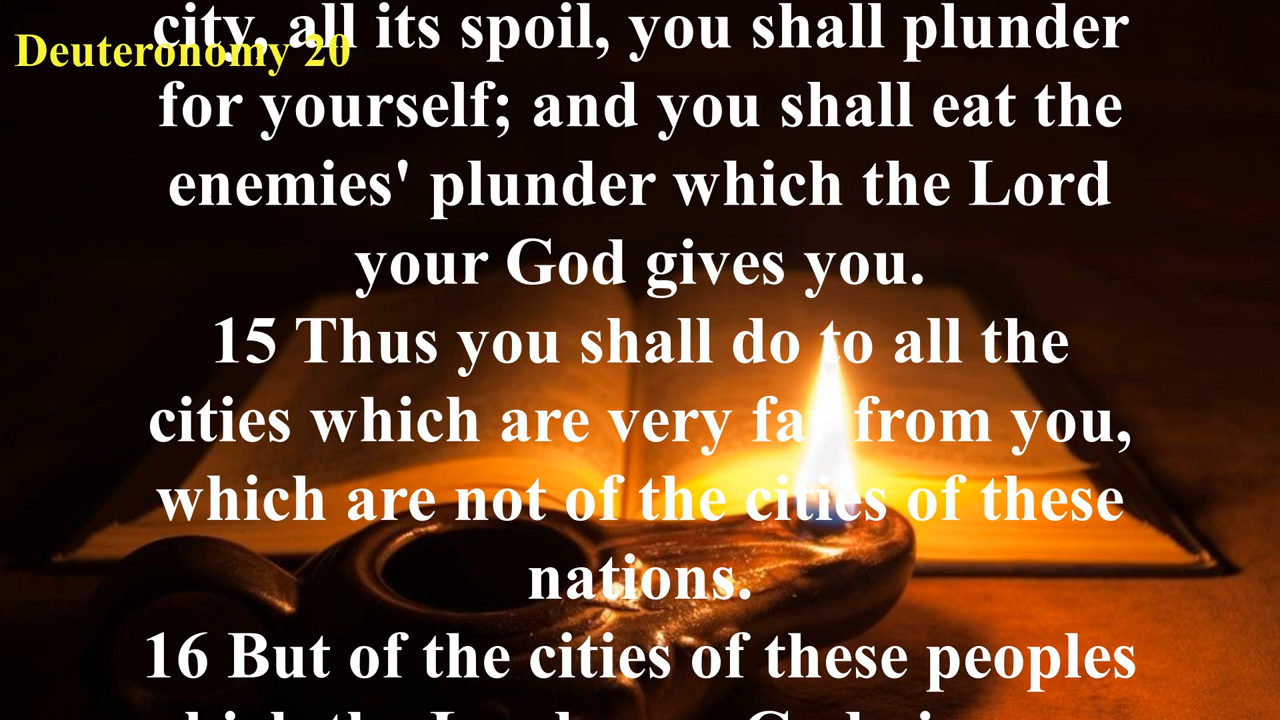 Deuteronomy 20
city, all its spoil, you shall plunder
for yourself; and you shall eat the
enemies' plunder which the Lord
your God gives you.
15 Thus you shall do to all the
cities which are very far from you,
which are not of the cities of these
nations.
16 But of the cities of these peoples